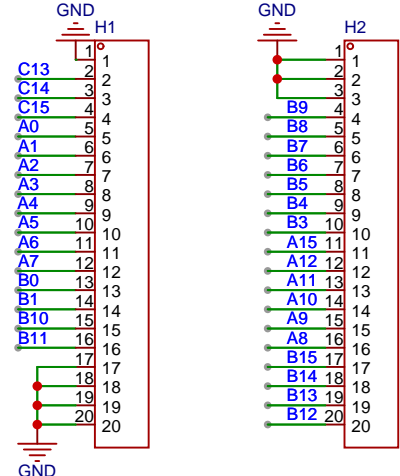 GND GND
H1 H2
1 1 1 1
C13 2 2 2 2
C14 3 3 3 3
C15 4 4 B9 4 4
A0 5 5 B8 5 5
A1 6 6 B7 6 6
A2 7 7 B6 7 7
A3 8 8 B5 8 8
A4 9 9 B4 9 9
A5 10 10 B3 10 10
A6 11 11 A15 11 11
A7 12 12 A12 12 12
B0 13 13 A11 13 13
B1 14 14 A10 14 14
B10 15 15 A9 15 15
B11 16 16 A8 16 16
17 17 B15 17 17
18 18 B14 18 18
19 19 B13 19 19
20 20 B12 20 20
GND